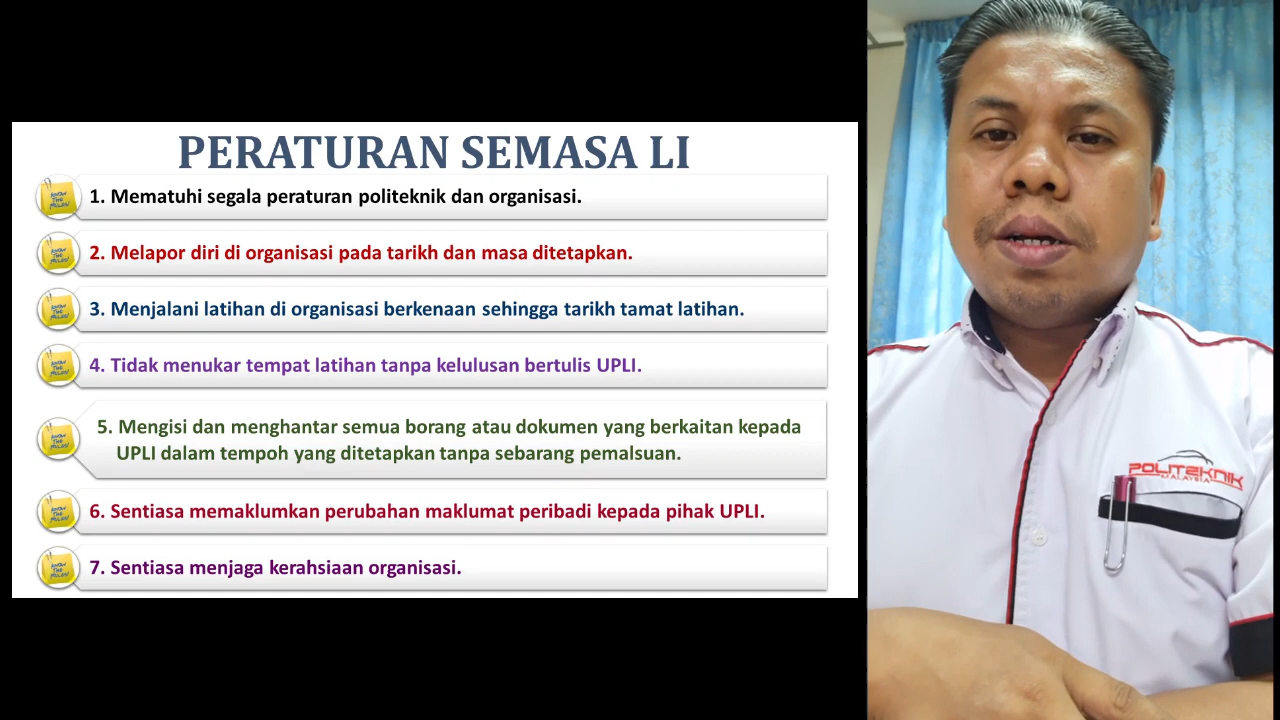 PERATURAN SEMASA LI
1. Mematuhi segala peraturan politeknik dan organisasi.
2. Melapor diri di organisasi pada tarikh dan masa ditetapkan.
3. Menjalani latihan di organisasi berkenaan sehingga tarikh tamat latihan.
4. Tidak menukar tempat latihan tanpa kelulusan bertulis UPLI.
5. Mengisi dan menghantar semua borang atau dokumen yang berkaitan kepada
UPLI dalam tempoh yang ditetapkan tanpa sebarang pemalsuan.
6. Sentiasa memaklumkan perubahan maklumat peribadi kepada pihak UPLI.
7. Sentiasa menjaga kerahsiaan organisasi.
POLITEKNIK
MALAYSIA